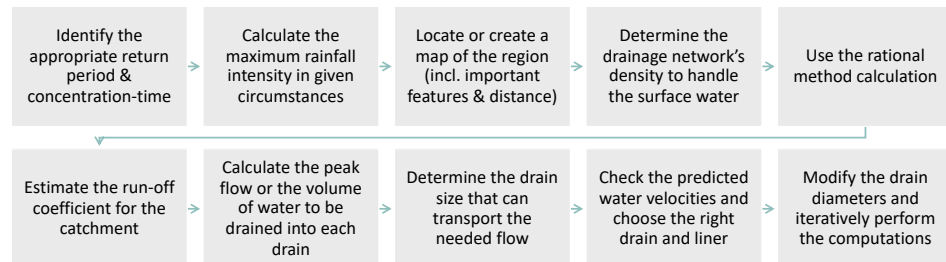 Identify the
appropriate return
period &
concentration-time
Calculate the
maximum rainfall
intensity in given
circumstances
Locate or create a
map of the region
(incl. important
features & distance)
Determine the
drainage network's
density to handle
the surface water
Use the rational
method calculation
Estimate the run-off
coefficient for the
catchment
Calculate the peak
flow or the volume
of water to be
drained into each
drain
Determine the drain
size that can
transport the
needed flow
Check the predicted
water velocities and
choose the right
drain and liner
Modify the drain
diameters and
iteratively perform
the computations